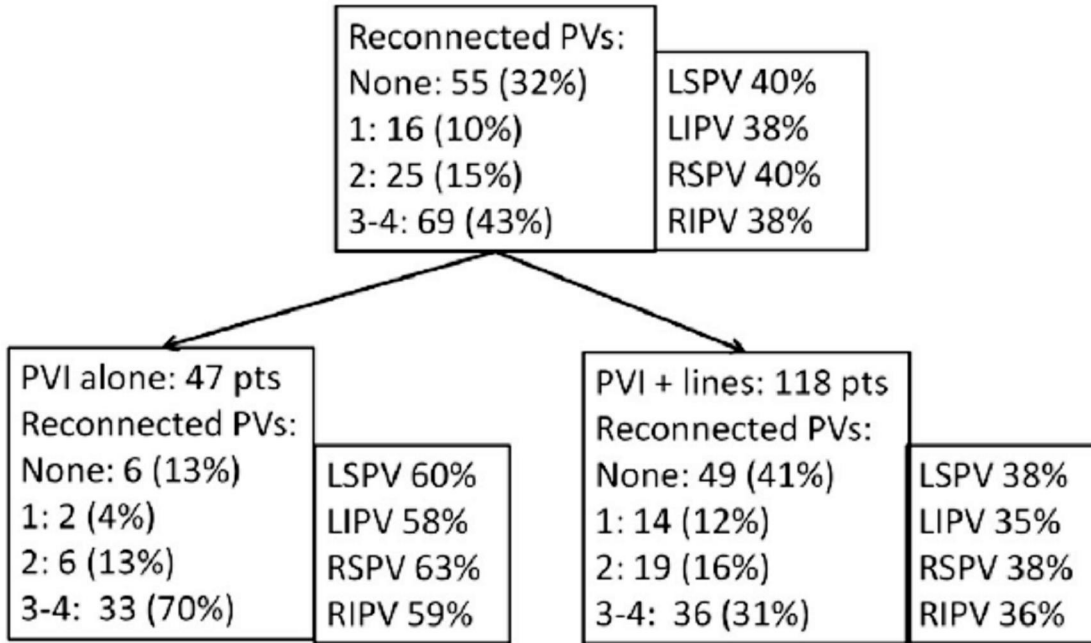 Reconnected PVs:
None: 55 (32%)
1: 16 (10%)
2: 25 (15%)
3-4: 69 (43%)
LSPV 40%
LIPV 38%
RSPV 40%
RIPV 38%
PVI alone: 47 pts
Reconnected PVs:
None: 6 (13%)
1: 2 (4%)
2: 6 (13%)
3-4: 33 (70%)
LSPV 60%
LIPV 58%
RSPV 63%
RIPV 59%
PVI + lines: 118 pts
Reconnected PVs:
None: 49 (41%)
1: 14 (12%)
2: 19 (16%)
3-4: 36 (31%)
LSPV 38%
LIPV 35%
RSPV 38%
RIPV 36%